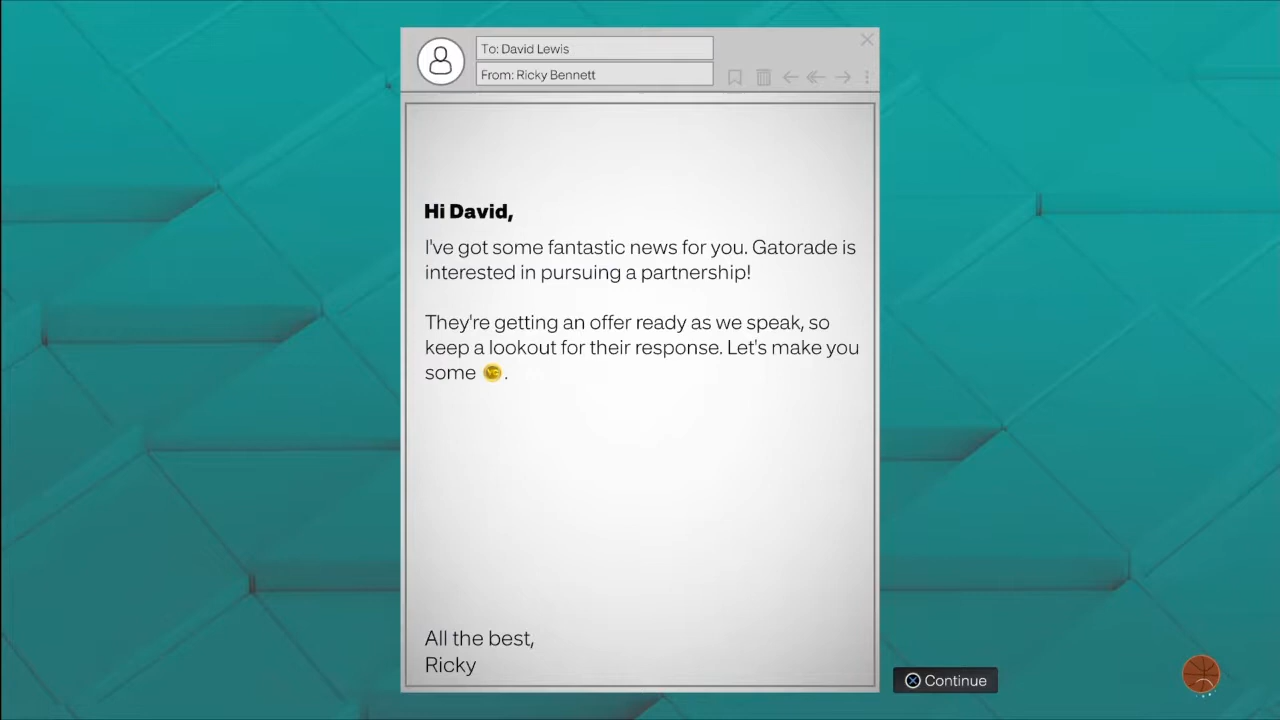 To: David Lewis
From: Ricky Bennett
Hi David,
I've got some fantastic news for you. Gatorade is
interested in pursuing a partnership!
They're getting an offer ready as we speak, so
keep a lookout for their response. Let's make you
some VC.
All the best,
Ricky
Continue